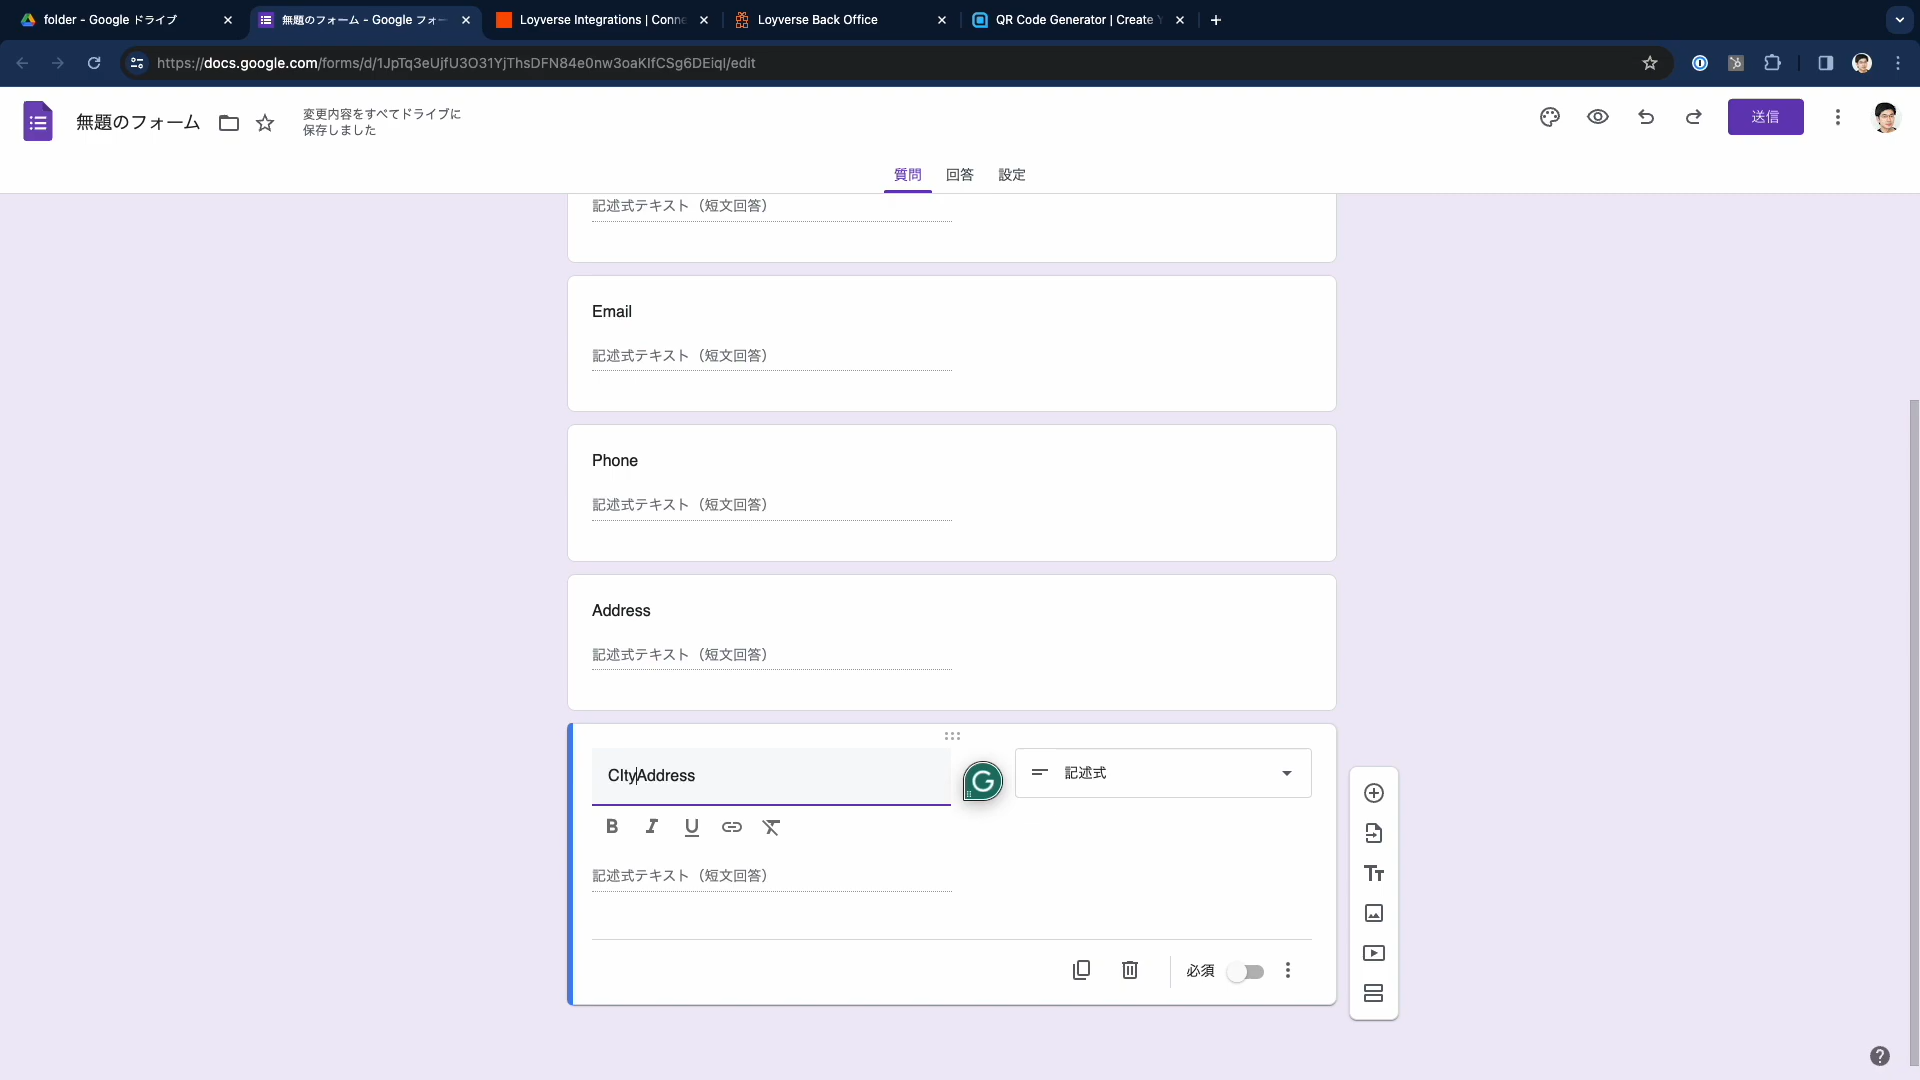 folder - Google ドライブ
無題のフォーム - Google フォー
Loyverse Integrations | Conne
Loyverse Back Office
QR Code Generator | Create Y
https://docs.google.com/forms/d/1JpTq3eUjfU3O31YjThsDFN84e0nw3oaKIfCSg6DEiqI/edit
無題のフォーム
変更内容をすべてドライブに
保存しました
送信
質問
回答
設定
記述式テキスト（短文回答）
Email
記述式テキスト（短文回答）
Phone
記述式テキスト（短文回答）
Address
記述式テキスト（短文回答）
CItyAddress
記述式
B I U
記述式テキスト（短文回答）
必須